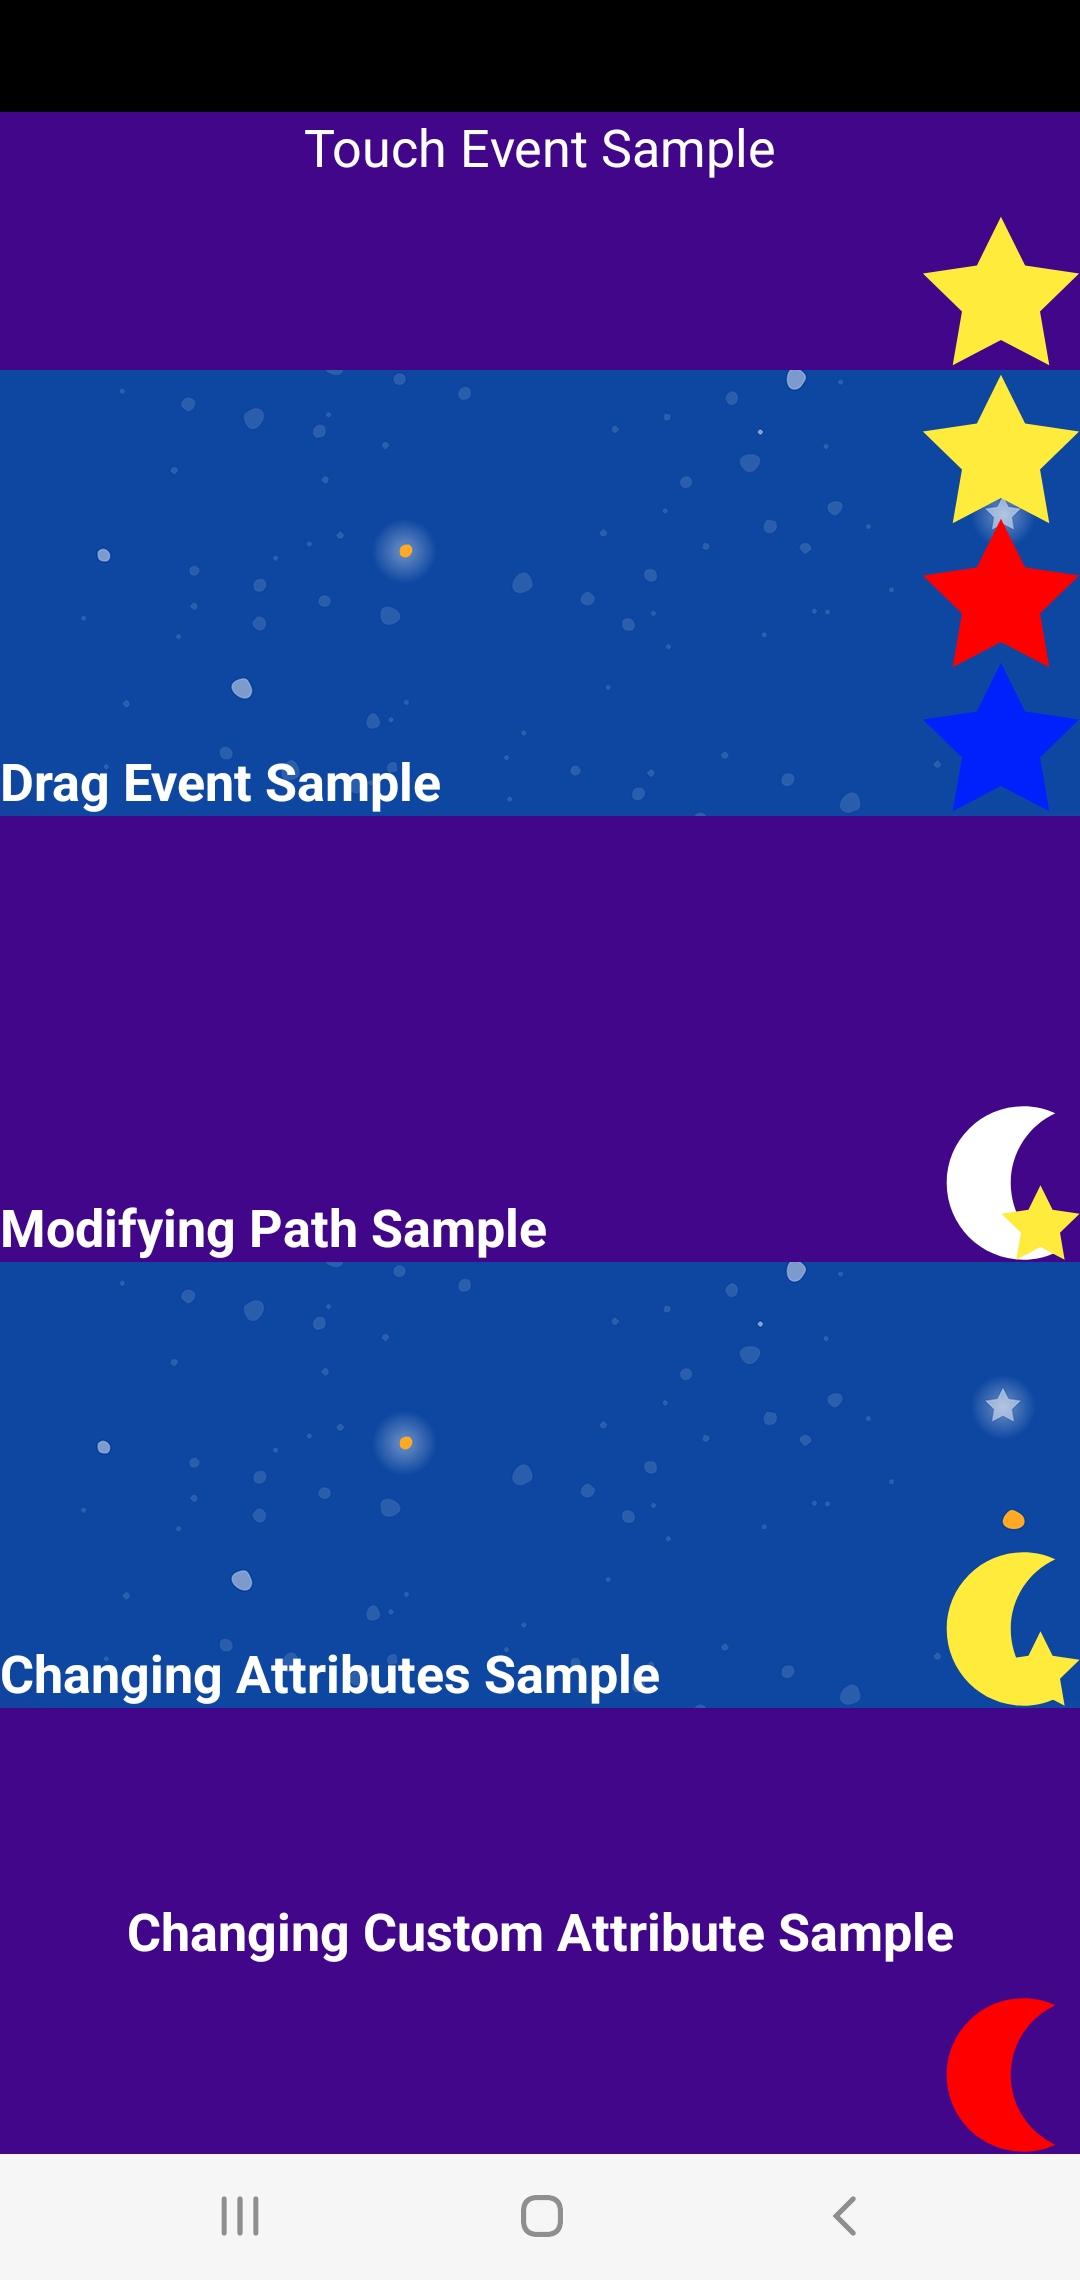 Touch Event Sample
Drag Event Sample
Modifying Path Sample
Changing Attributes Sample
Changing Custom Attribute Sample